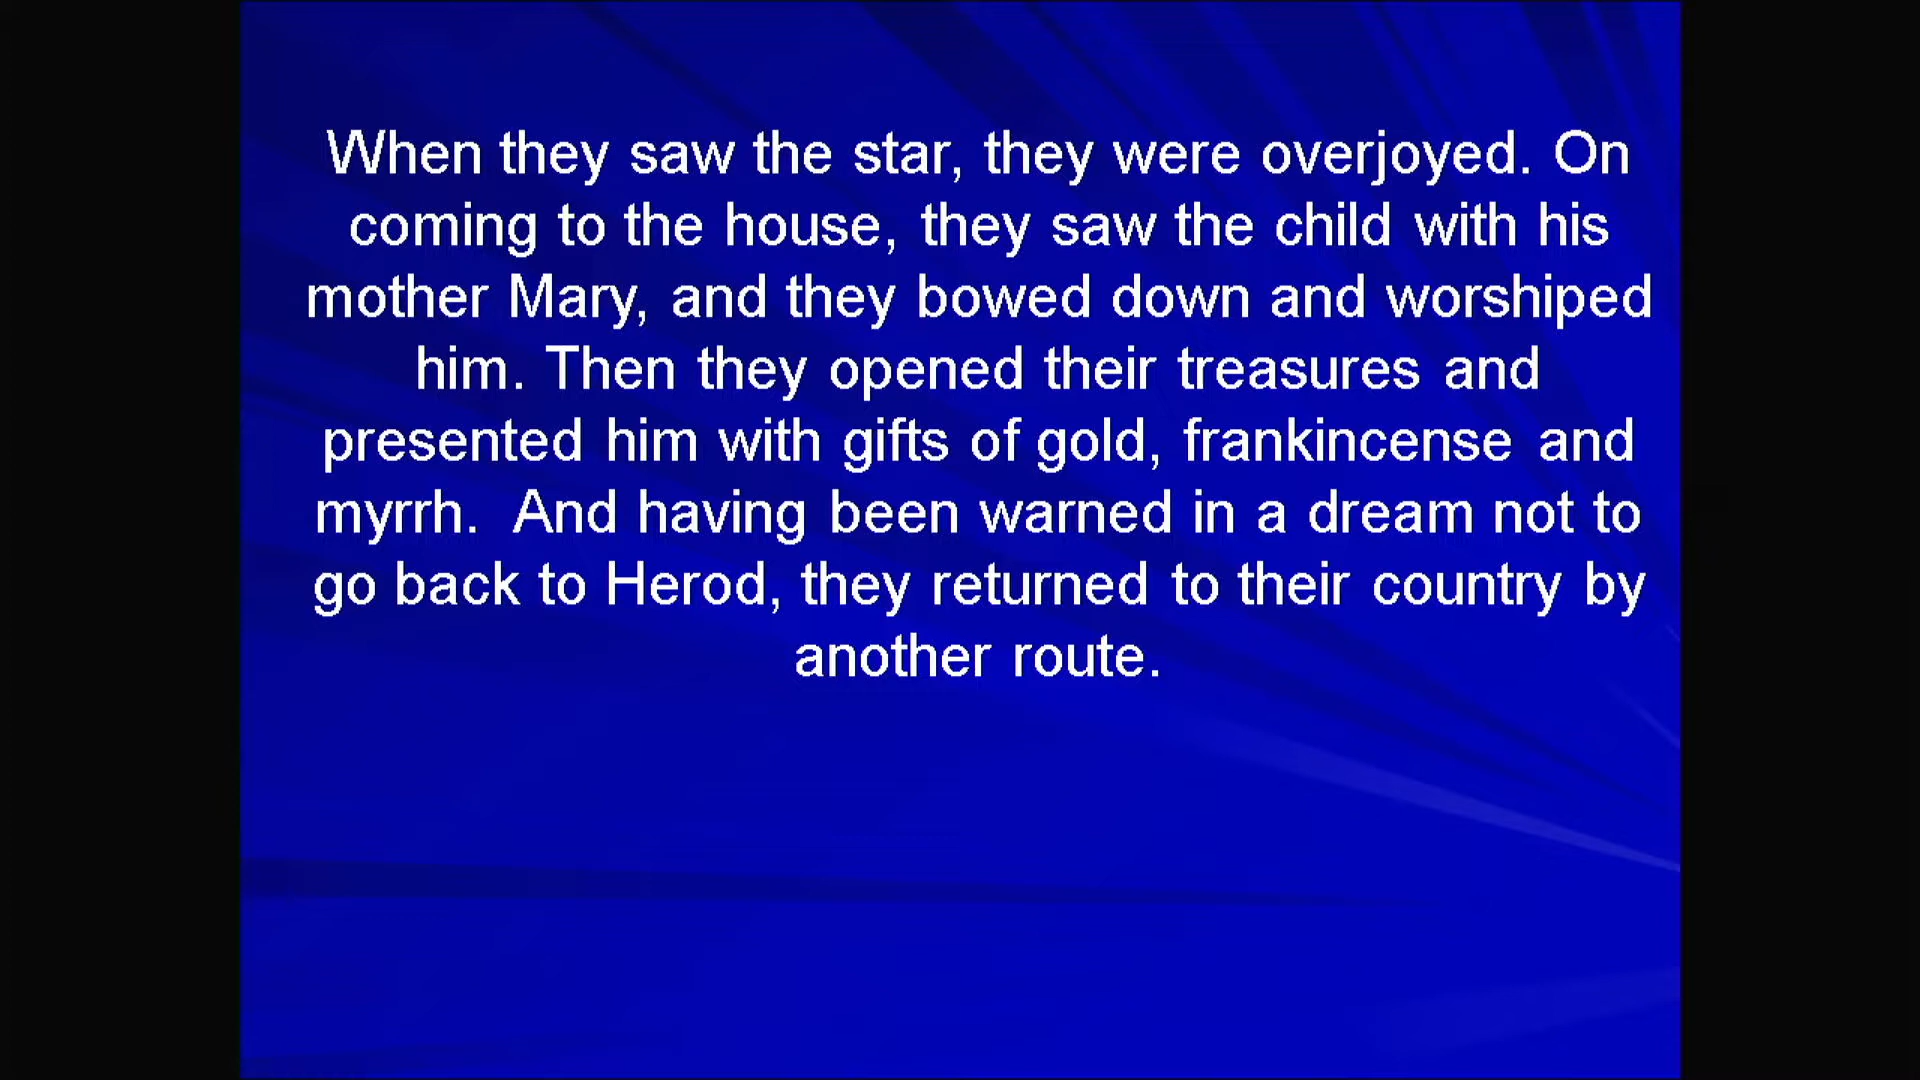 When they saw the star, they were overjoyed. On
coming to the house, they saw the child with his
mother Mary, and they bowed down and worshiped
him. Then they opened their treasures and
presented him with gifts of gold, frankincense and
myrrh.  And having been warned in a dream not to
go back to Herod, they returned to their country by
another route.